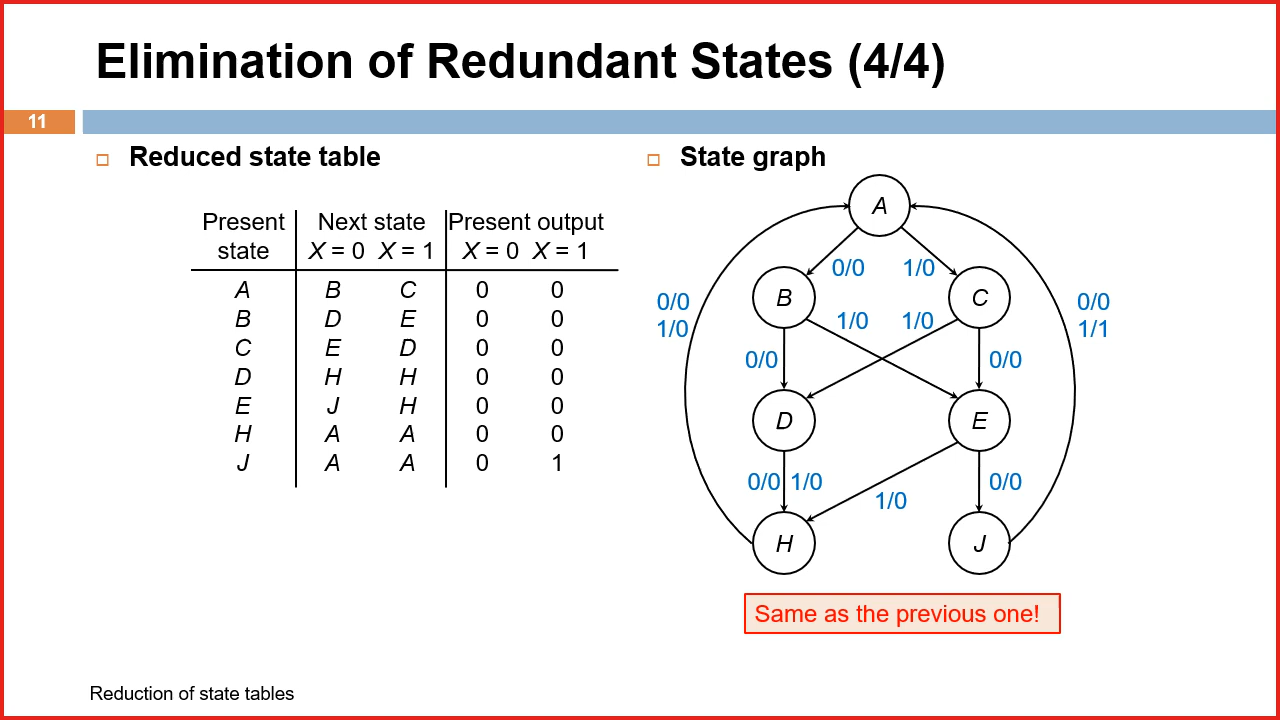 Elimination of Redundant States (4/4)
11
Reduced state table
Present Next state Present output
state X = 0 X = 1 X = 0 X = 1
A B C 0 0
B D E 0 0
C E D 0 0
D H H 0 0
E J H 0 0
H A A 0 0
J A A 0 1
State graph
A
0/0 1/0
B C
0/0 0/0
1/0 1/1
1/0 1/0
0/0 0/0
D E
0/0 1/0 0/0
1/0
H J
Same as the previous one!
Reduction of state tables